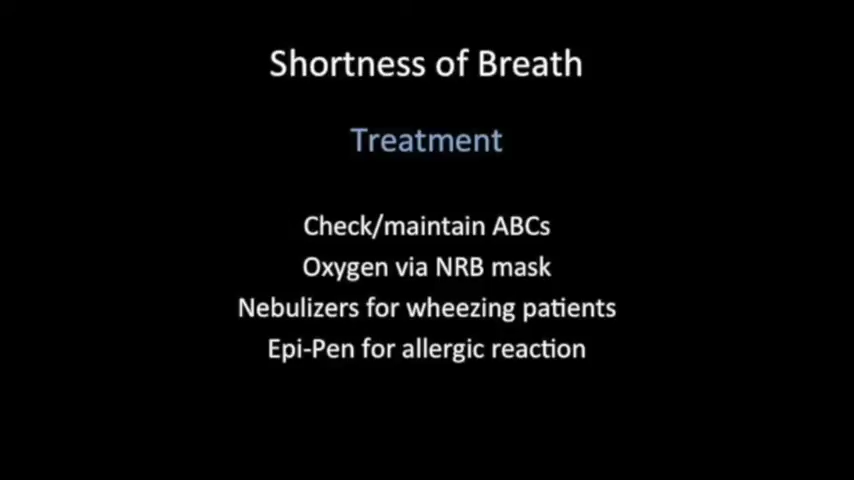 Shortness of Breath
Treatment
Check/maintain ABCs
Oxygen via NRB mask
Nebulizers for wheezing patients
Epi-Pen for allergic reaction